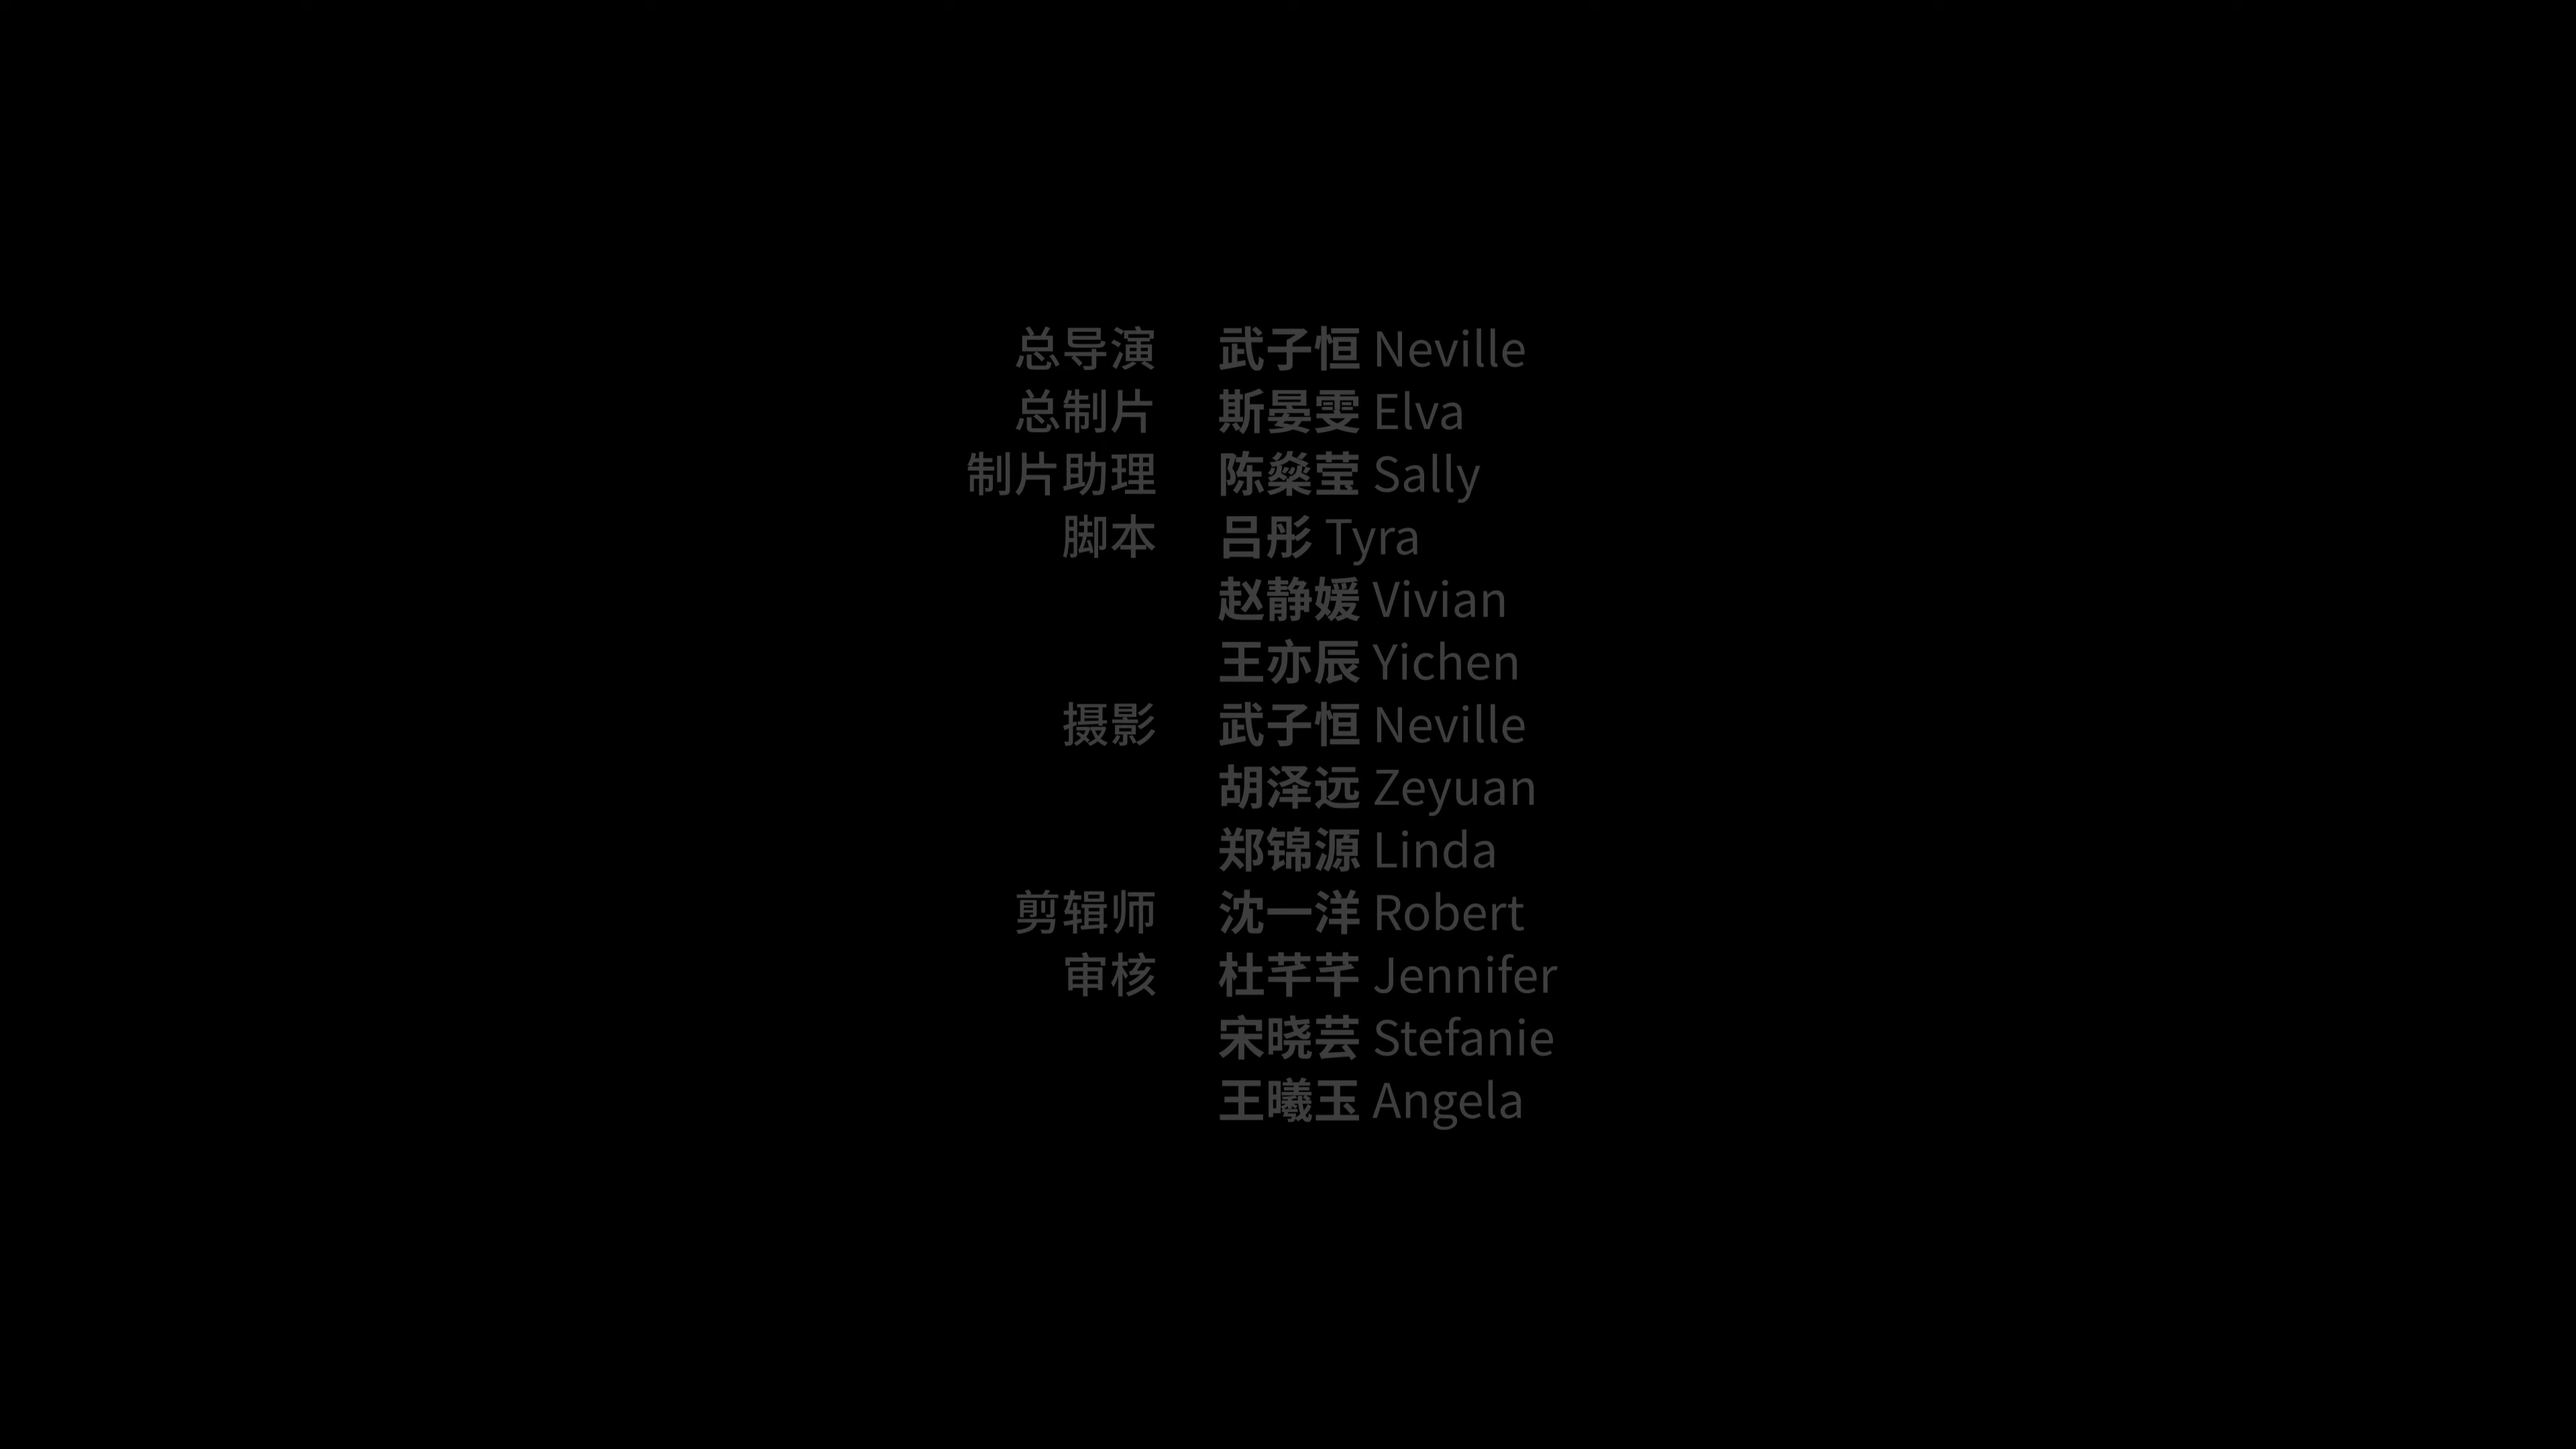 总导演 武子恒 Neville
总制片 斯晏雯 Elva
制片助理 陈燊莹 Sally
脚本 吕彤 Tyra
赵静媛 Vivian
王亦辰 Yichen
摄影 武子恒 Neville
胡泽远 Zeyuan
郑锦源 Linda
剪辑师 沈一洋 Robert
审核 杜芊芊 Jennifer
宋晓芸 Stefanie
王曦玉 Angela